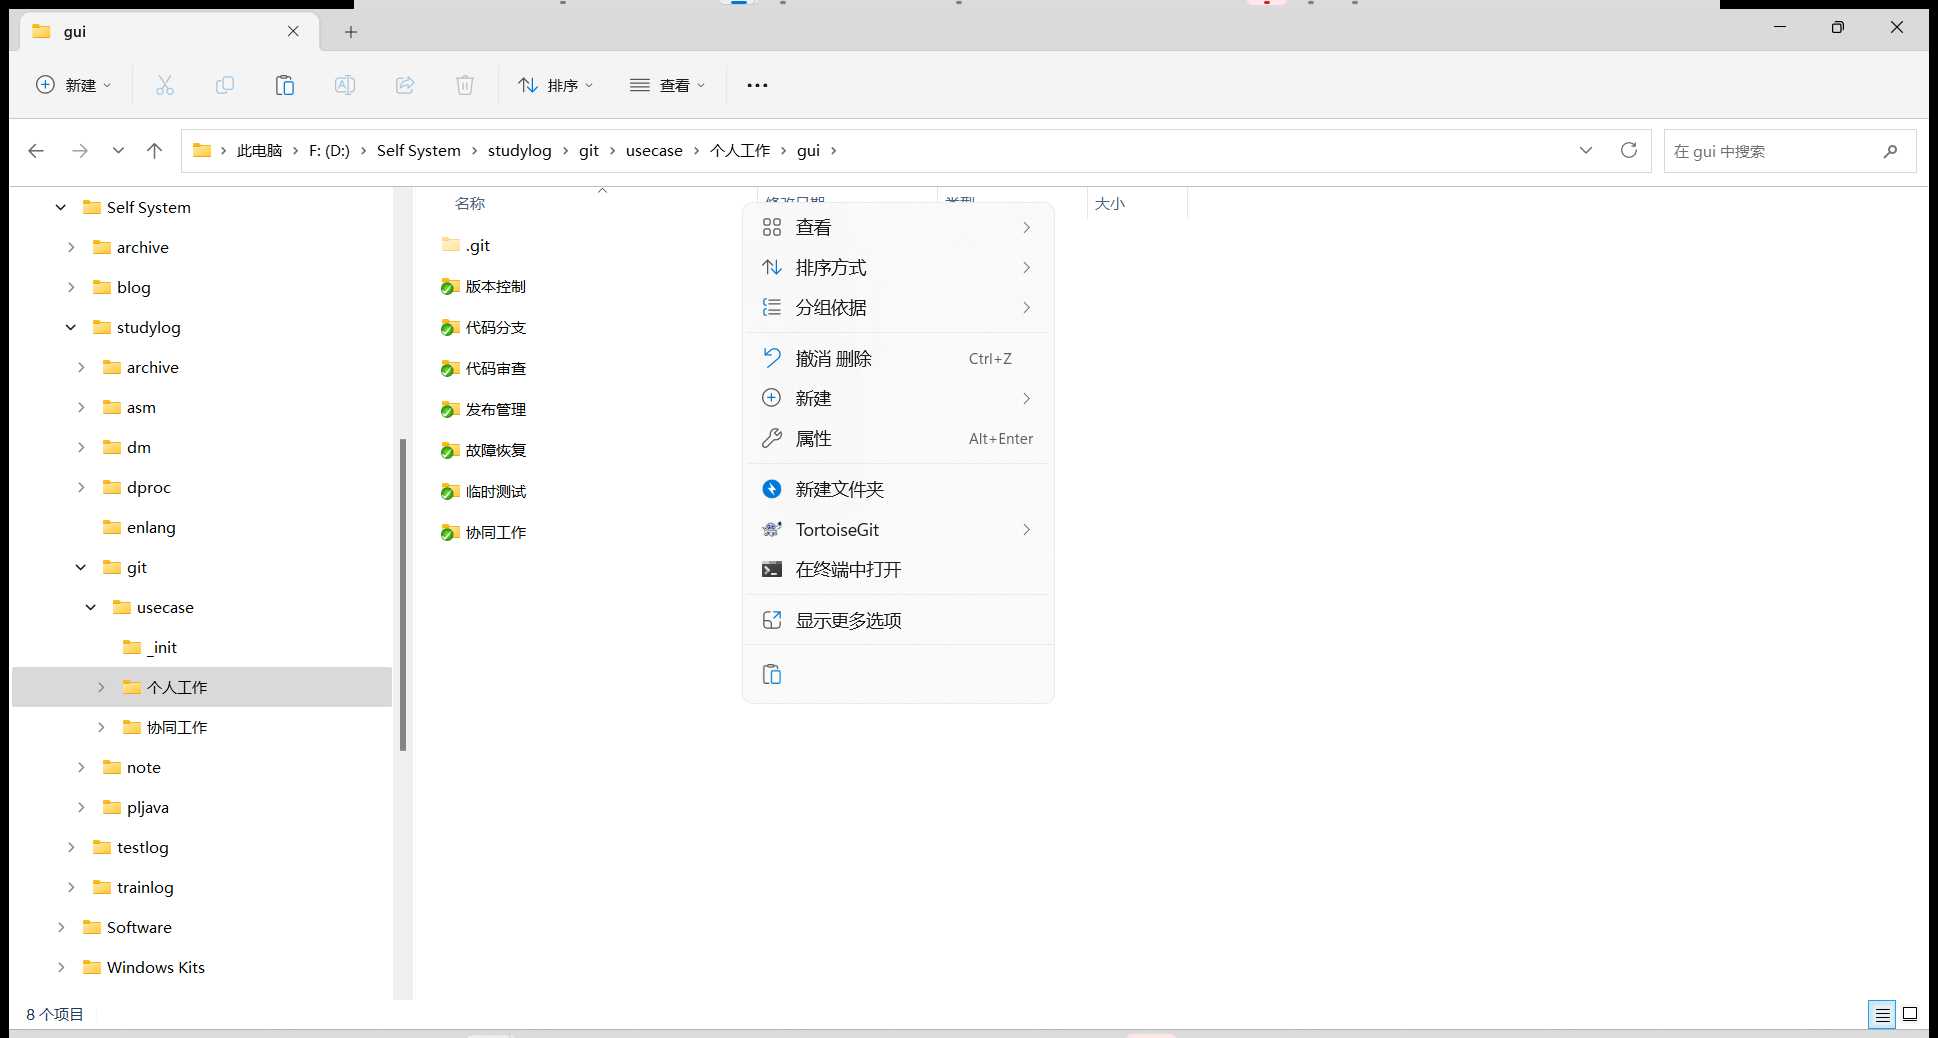 gui
新建
排序
查看
此电脑 F: (D:) Self System studylog git usecase 个人工作 gui
在 gui 中搜索
Self System
archive
blog
studylog
archive
asm
dm
dproc
enlang
git
usecase
_init
个人工作
协同工作
note
pljava
testlog
trainlog
Software
Windows Kits
名称 修改日期 类型 大小
.git
版本控制
代码分支
代码审查
发布管理
故障恢复
临时测试
协同工作
查看
排序方式
分组依据
撤消 删除 Ctrl+Z
新建
属性 Alt+Enter
新建文件夹
TortoiseGit
在终端中打开
显示更多选项
8 个项目